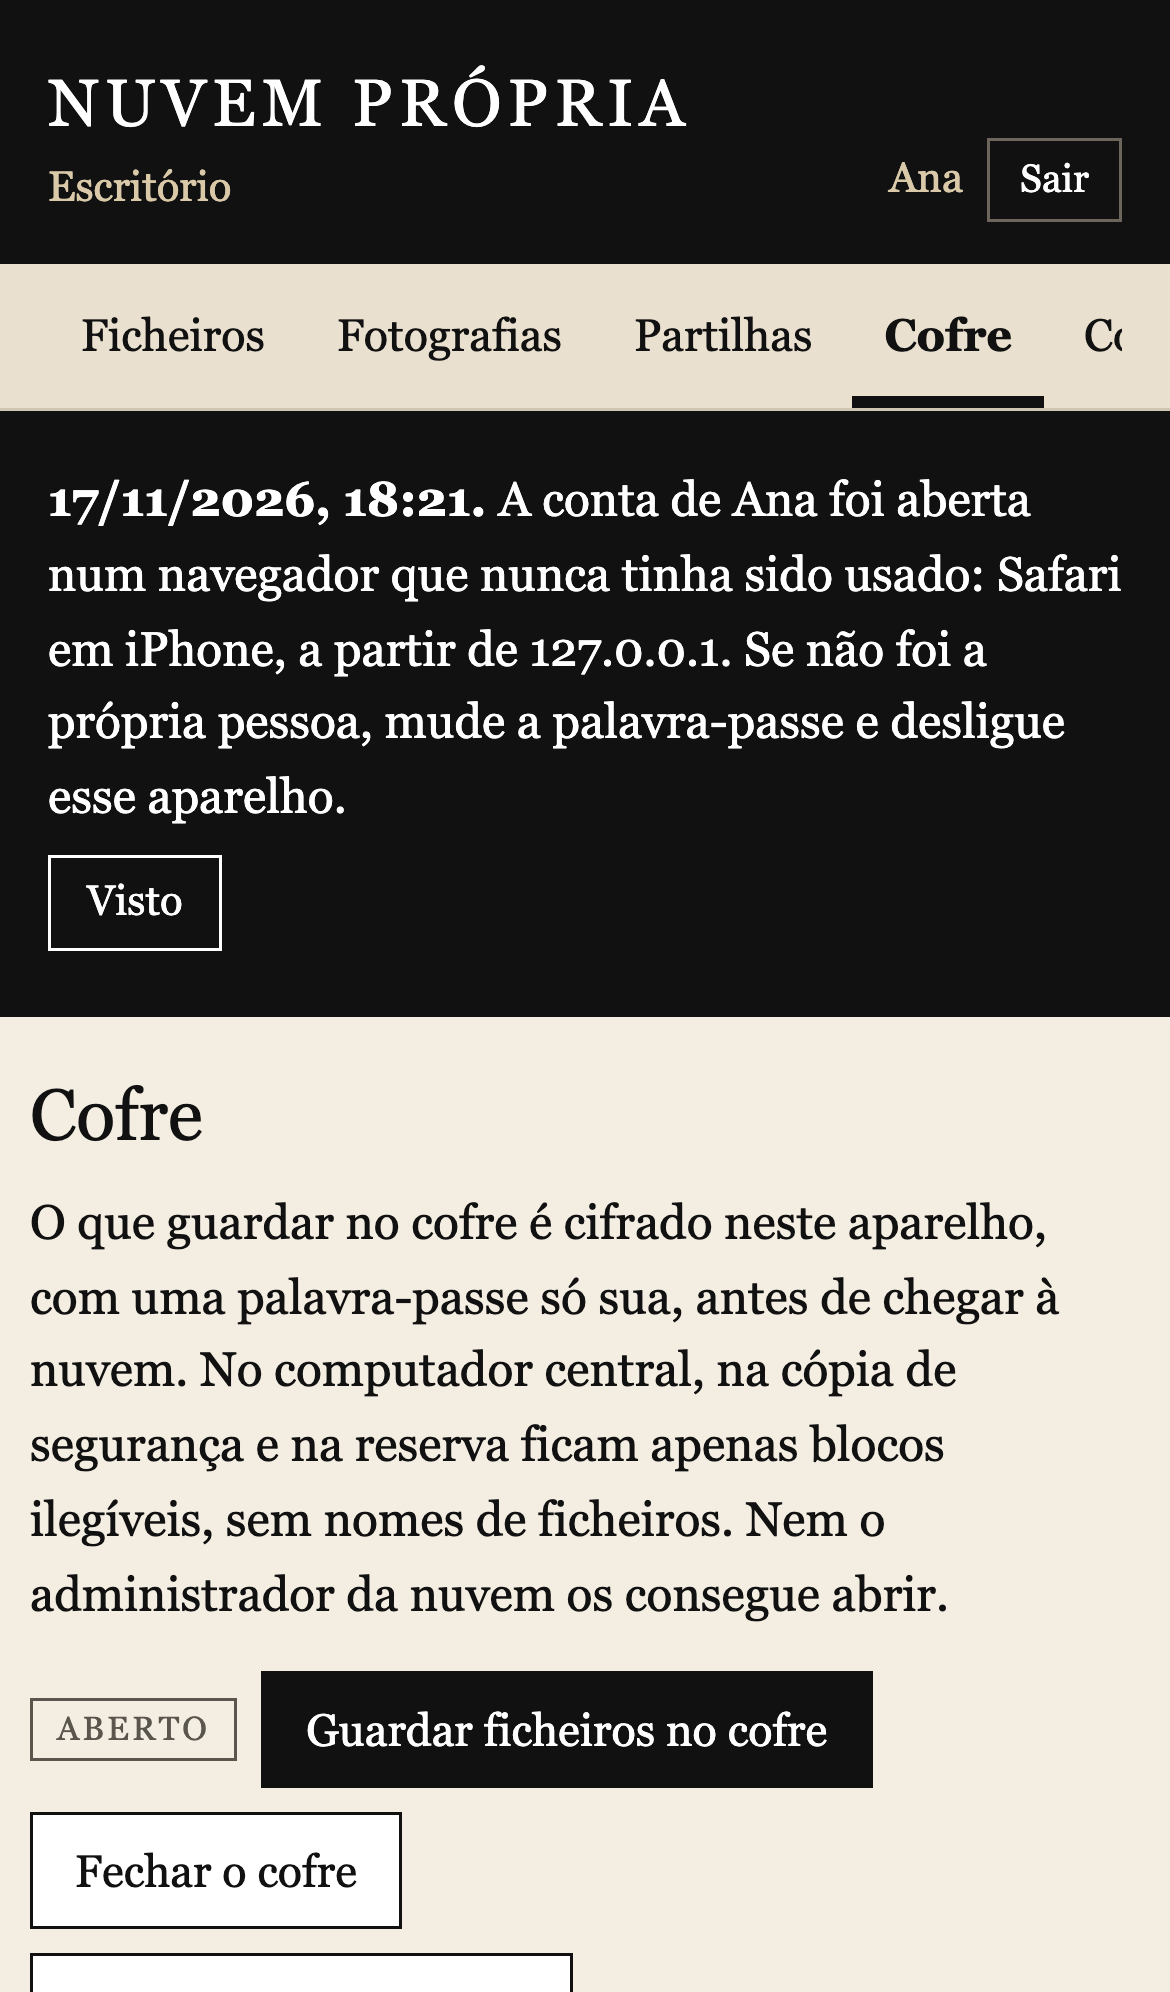 NUVEM PRÓPRIA
Escritório
Ana
Sair
Ficheiros Fotografias Partilhas Cofre
17/11/2026, 18:21. A conta de Ana foi aberta
num navegador que nunca tinha sido usado: Safari
em iPhone, a partir de 127.0.0.1. Se não foi a
própria pessoa, mude a palavra-passe e desligue
esse aparelho.
Visto
Cofre
O que guardar no cofre é cifrado neste aparelho,
com uma palavra-passe só sua, antes de chegar à
nuvem. No computador central, na cópia de
segurança e na reserva ficam apenas blocos
ilegíveis, sem nomes de ficheiros. Nem o
administrador da nuvem os consegue abrir.
ABERTO
Guardar ficheiros no cofre
Fechar o cofre